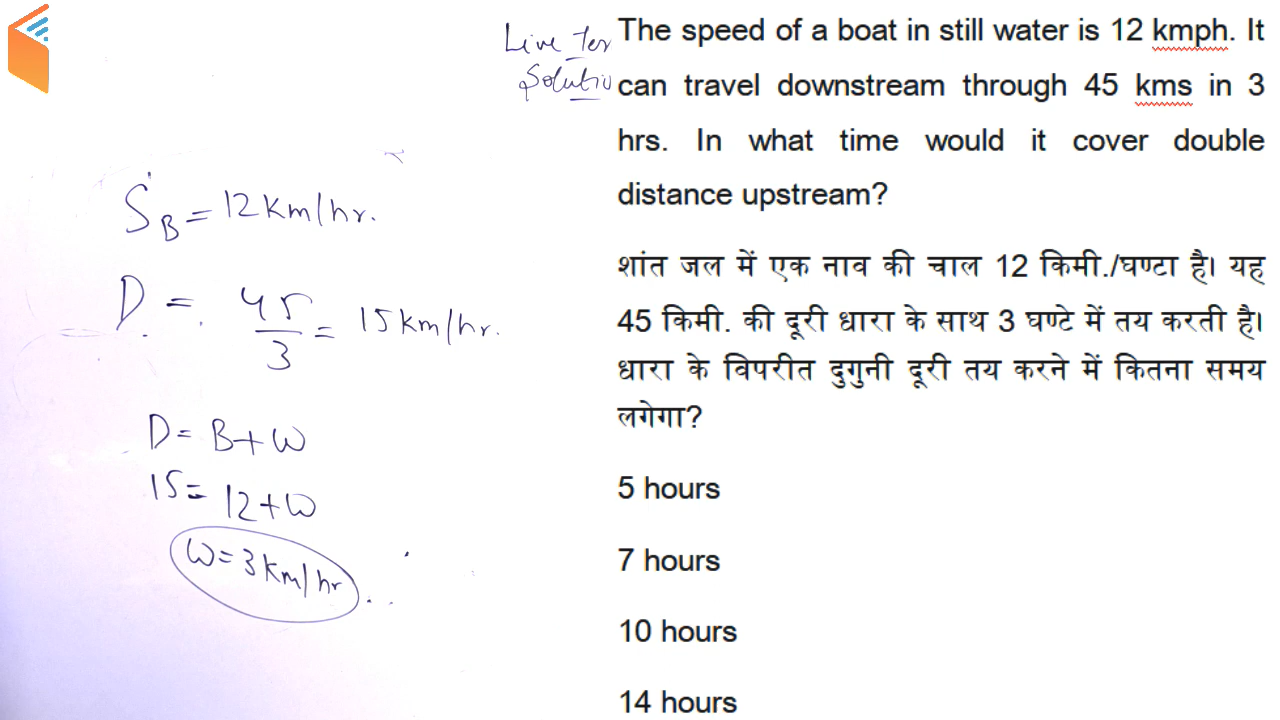 Live Tes
Solutio
S_B = 12 km/hr.
D = 45/3 = 15 km/hr.
D = B + W
15 = 12 + W
W = 3 km/hr
The speed of a boat in still water is 12 kmph. It
can travel downstream through 45 kms in 3
hrs. In what time would it cover double
distance upstream?
शांत जल में एक नाव की चाल 12 किमी./घण्टा है। यह
45 किमी. की दूरी धारा के साथ 3 घण्टे में तय करती है।
धारा के विपरीत दुगुनी दूरी तय करने में कितना समय
लगेगा?
5 hours
7 hours
10 hours
14 hours